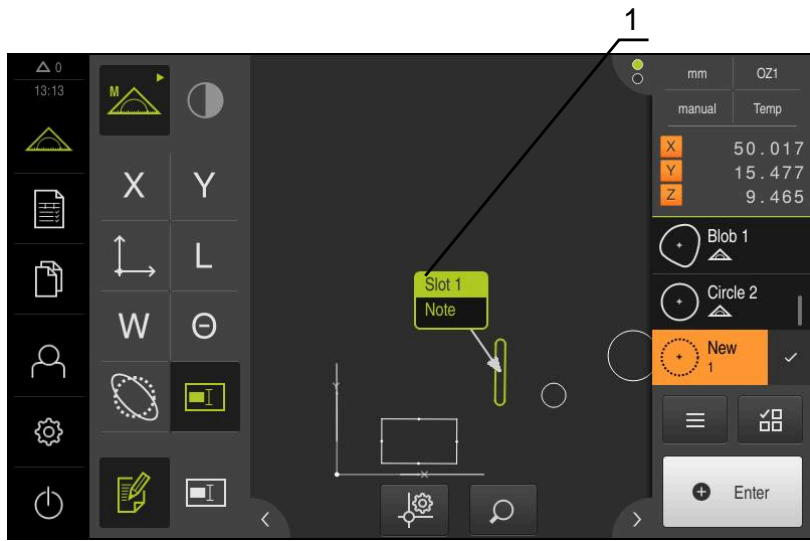 1
0
13:13
M
X Y
L
W Θ
Slot 1
Note
Y
X
mm OZ1
manual Temp
X 50.017
Y 15.477
Z 9.465
Blob 1
Circle 2
New
1
Enter